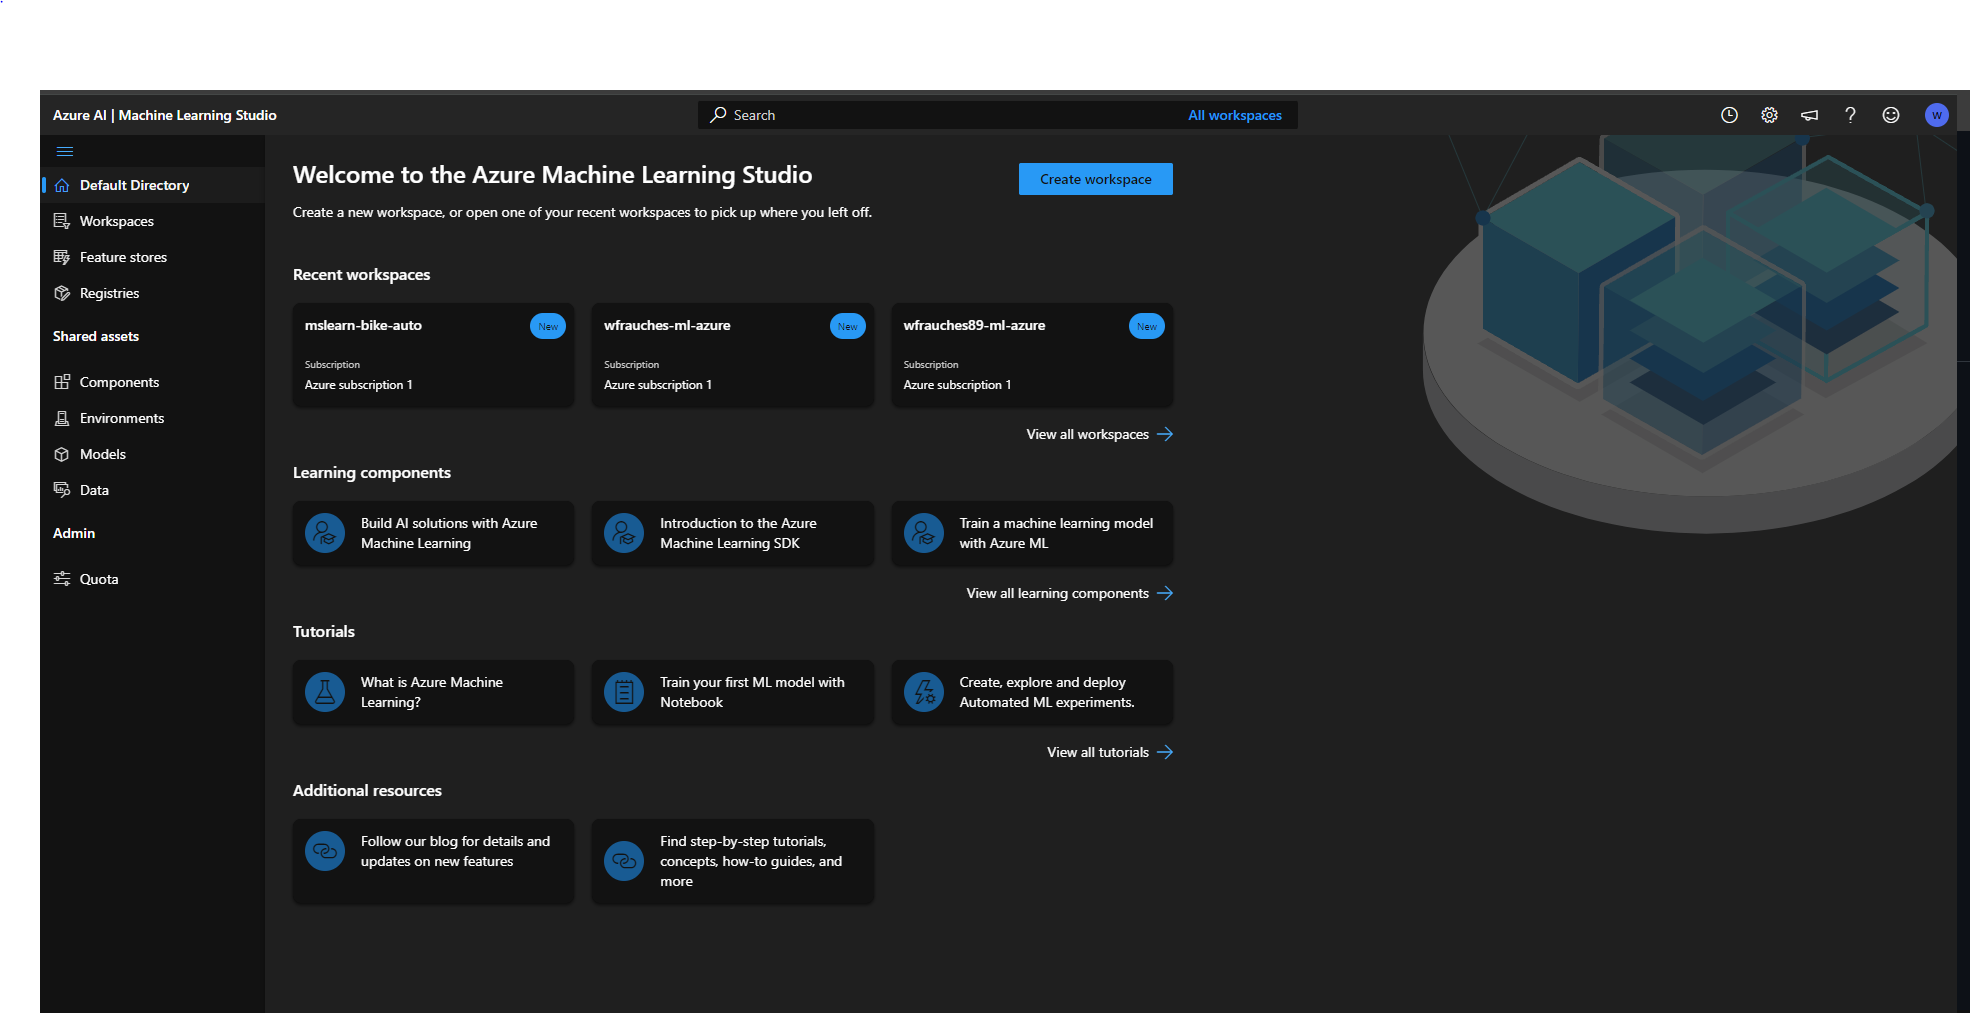 Azure AI | Machine Learning Studio
Search
All workspaces
W
Default Directory
Workspaces
Feature stores
Registries
Shared assets
Components
Environments
Models
Data
Admin
Quota
Welcome to the Azure Machine Learning Studio
Create workspace
Create a new workspace, or open one of your recent workspaces to pick up where you left off.
Recent workspaces
mslearn-bike-auto
New
Subscription
Azure subscription 1
wfrauches-ml-azure
New
Subscription
Azure subscription 1
wfrauches89-ml-azure
New
Subscription
Azure subscription 1
View all workspaces
Learning components
Build AI solutions with Azure
Machine Learning
Introduction to the Azure
Machine Learning SDK
Train a machine learning model
with Azure ML
View all learning components
Tutorials
What is Azure Machine
Learning?
Train your first ML model with
Notebook
Create, explore and deploy
Automated ML experiments.
View all tutorials
Additional resources
Follow our blog for details and
updates on new features
Find step-by-step tutorials,
concepts, how-to guides, and
more